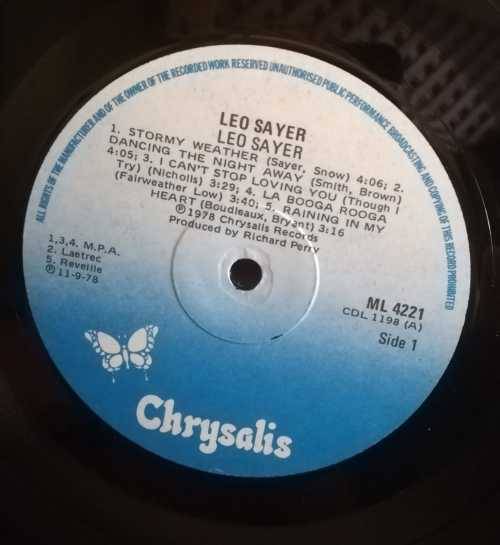 ALL RIGHTS OF THE MANUFACTURER AND OF THE OWNER OF THE RECORDED WORK RESERVED UNAUTHORISED PUBLIC PERFORMANCE BROADCASTING AND COPYING OF THIS RECORD PROHIBITED
LEO SAYER
LEO SAYER
1. STORMY WEATHER (Sayer, Snow) 4:06; 2.
DANCING THE NIGHT AWAY (Smith, Brown)
4:05; 3. I CAN'T STOP LOVING YOU (Though I
Try) (Nicholls) 3:29; 4. LA BOOGA ROOGA
(Fairweather Low) 3:40; 5. RAINING IN MY
HEART (Boudleaux, Bryant) 3:16
℗1978 Chrysalis Records
Produced by Richard Perry
1,3,4. M.P.A.
2. Laetrec
5. Reveille
℗11-9-78
ML 4221
CDL 1198 (A)
Side 1
Chrysalis